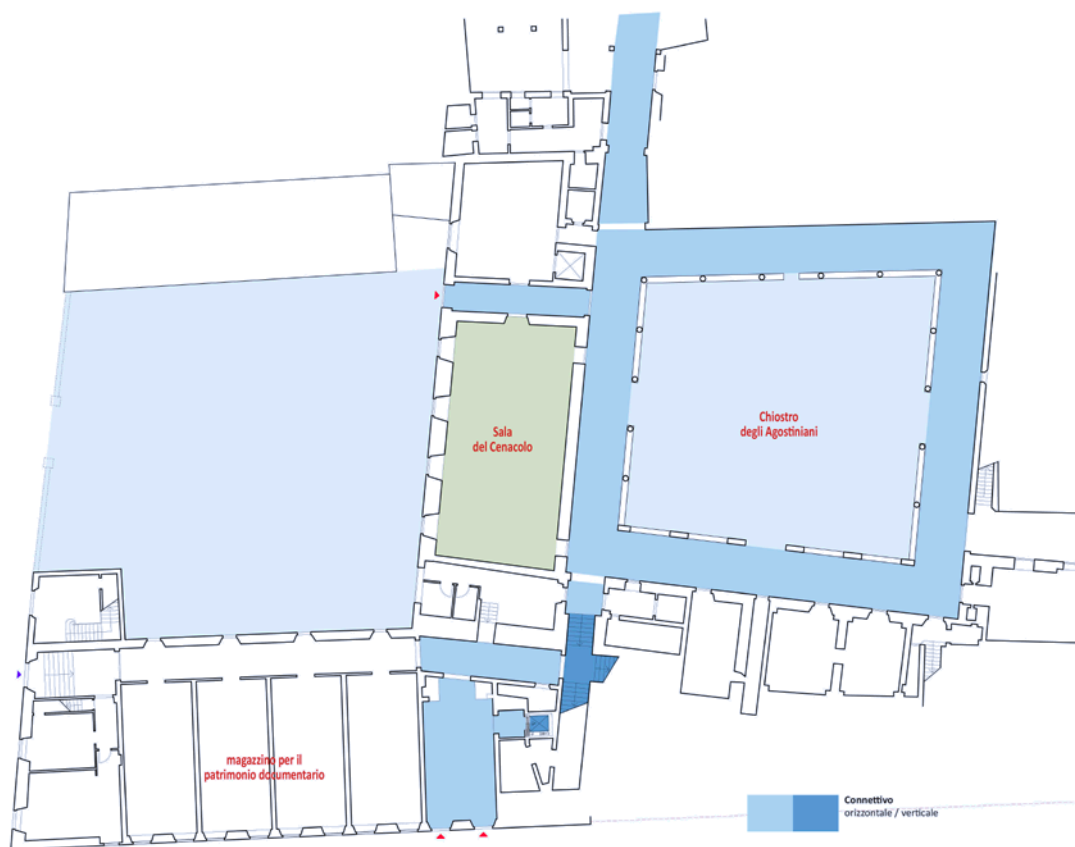 Sala
del Cenacolo
Chiostro
degli Agostiniani
magazzino per il
patrimonio documentario
Connettivo
orizzontale / verticale